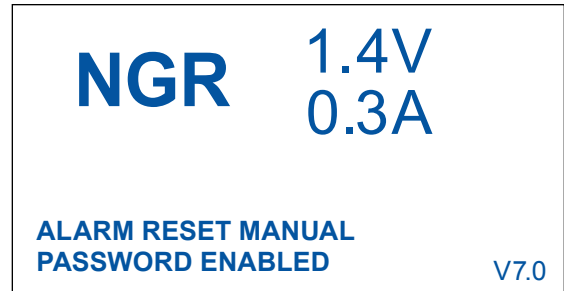 NGR
1.4V
0.3A
ALARM RESET MANUAL
PASSWORD ENABLED
V7.0